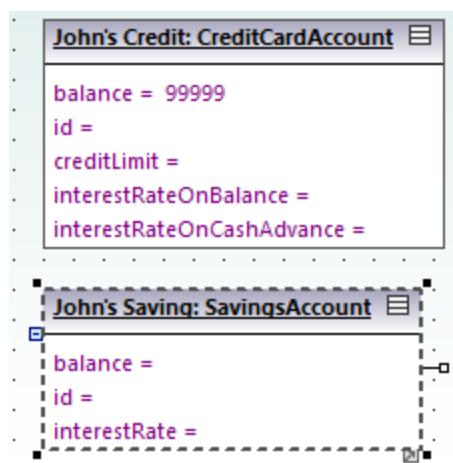 John's Credit: CreditCardAccount
balance = 99999
id =
creditLimit =
interestRateOnBalance =
interestRateOnCashAdvance =
John's Saving: SavingsAccount
balance =
id =
interestRate =